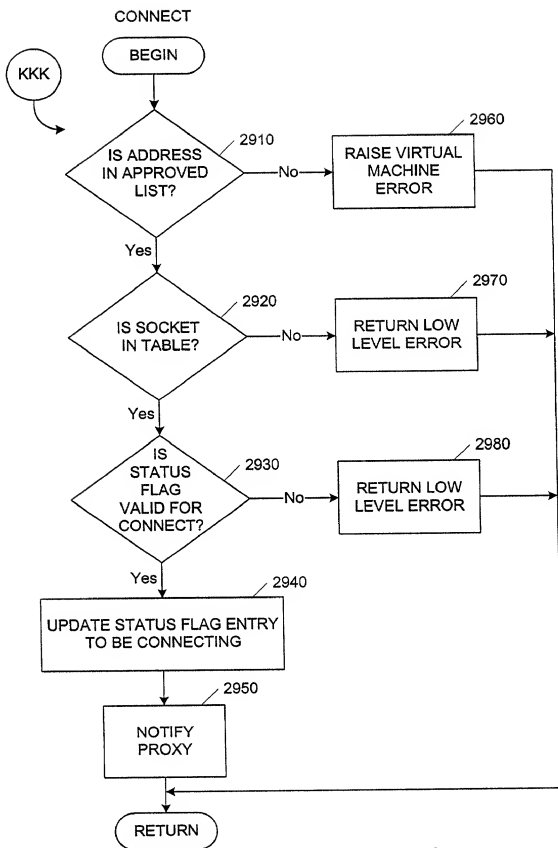 CONNECT
BEGIN
KKK
2910
IS ADDRESS
IN APPROVED
LIST?
No
2960
RAISE VIRTUAL
MACHINE
ERROR
Yes
2920
IS SOCKET
IN TABLE?
No
2970
RETURN LOW
LEVEL ERROR
Yes
2930
IS
STATUS
FLAG
VALID FOR
CONNECT?
No
2980
RETURN LOW
LEVEL ERROR
Yes
2940
UPDATE STATUS FLAG ENTRY
TO BE CONNECTING
2950
NOTIFY
PROXY
RETURN